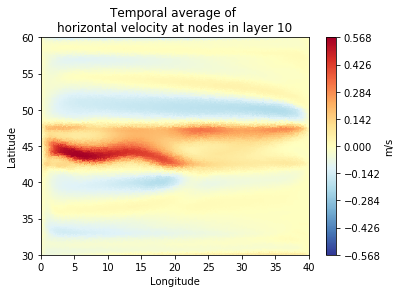 Temporal average of
horizontal velocity at nodes in layer 10
60
55
50
45
40
35
30
Latitude
0 5 10 15 20 25 30 35 40
Longitude
0.568
0.426
0.284
0.142
0.000
−0.142
−0.284
−0.426
−0.568
m/s